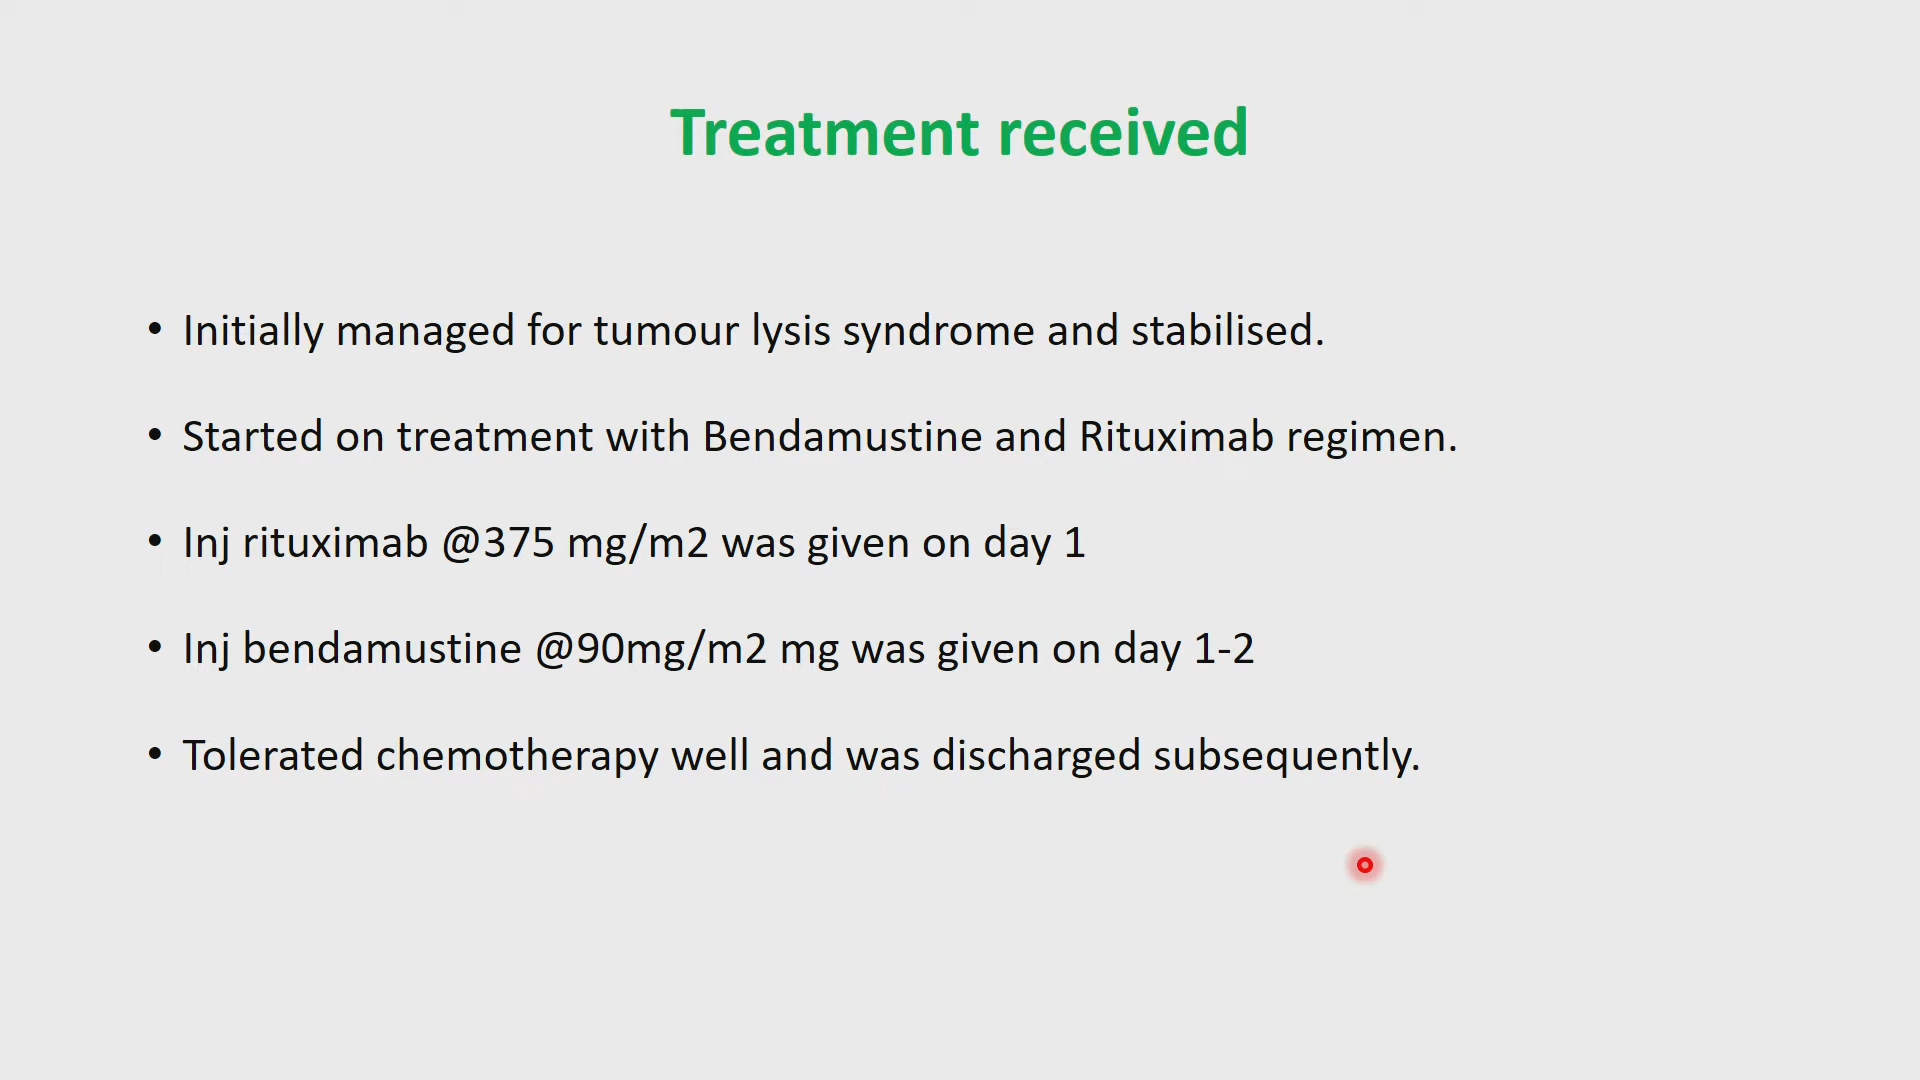 Treatment received
• Initially managed for tumour lysis syndrome and stabilised.
• Started on treatment with Bendamustine and Rituximab regimen.
• Inj rituximab @375 mg/m2 was given on day 1
• Inj bendamustine @90mg/m2 mg was given on day 1-2
• Tolerated chemotherapy well and was discharged subsequently.